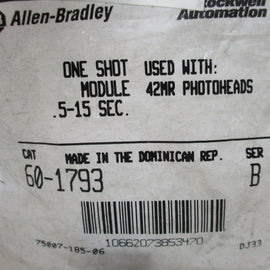 Allen-Bradley
Rockwell
Automation
ONE SHOT USED WITH:
MODULE 42MR PHOTOHEADS
.5-15 SEC.
CAT MADE IN THE DOMINICAN REP. SER
60-1793 B
75007-185-06
10662073853470
DJ33